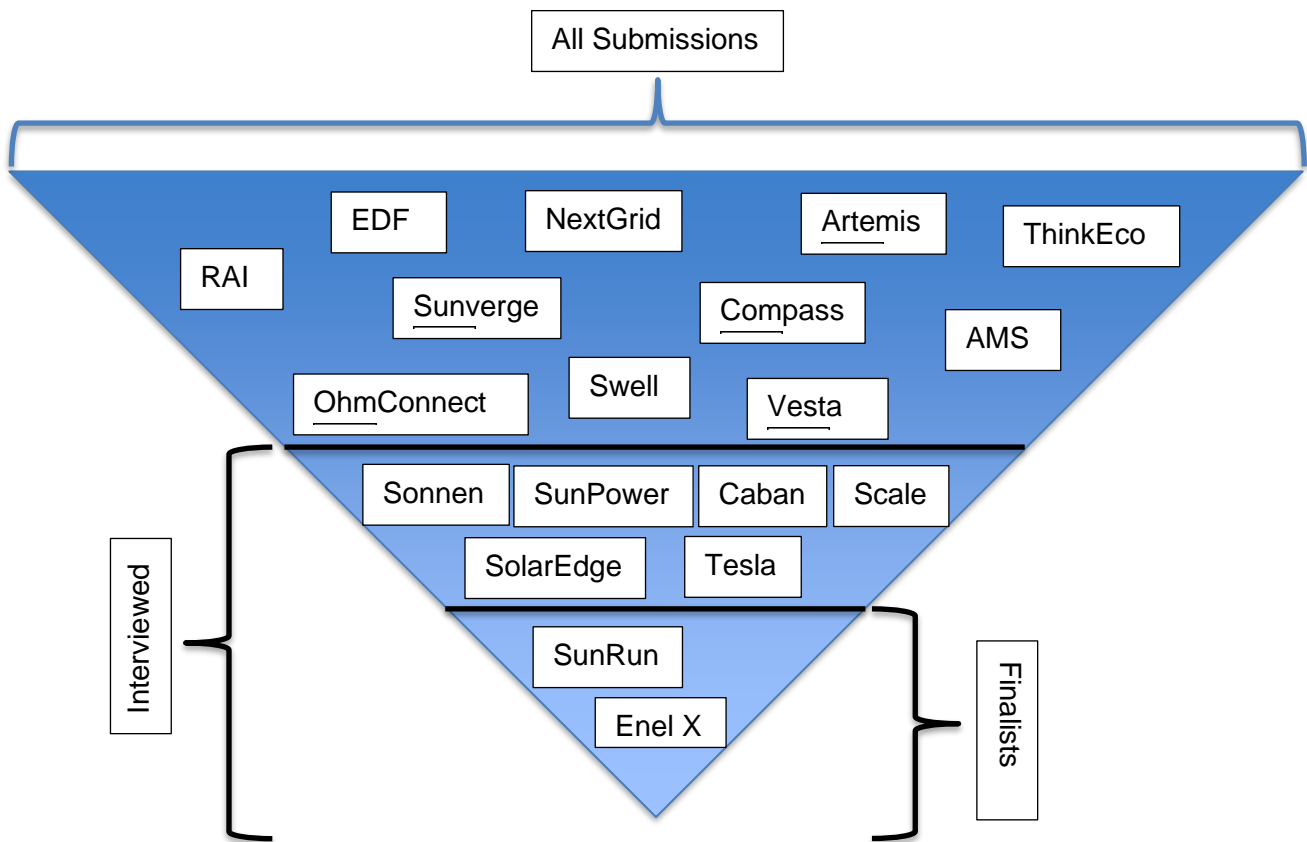 All Submissions
EDF
NextGrid
Artemis
ThinkEco
RAI
Sunverge
Compass
AMS
Swell
OhmConnect
Vesta
Sonnen
SunPower
Caban
Scale
SolarEdge
Tesla
Interviewed
SunRun
Enel X
Finalists